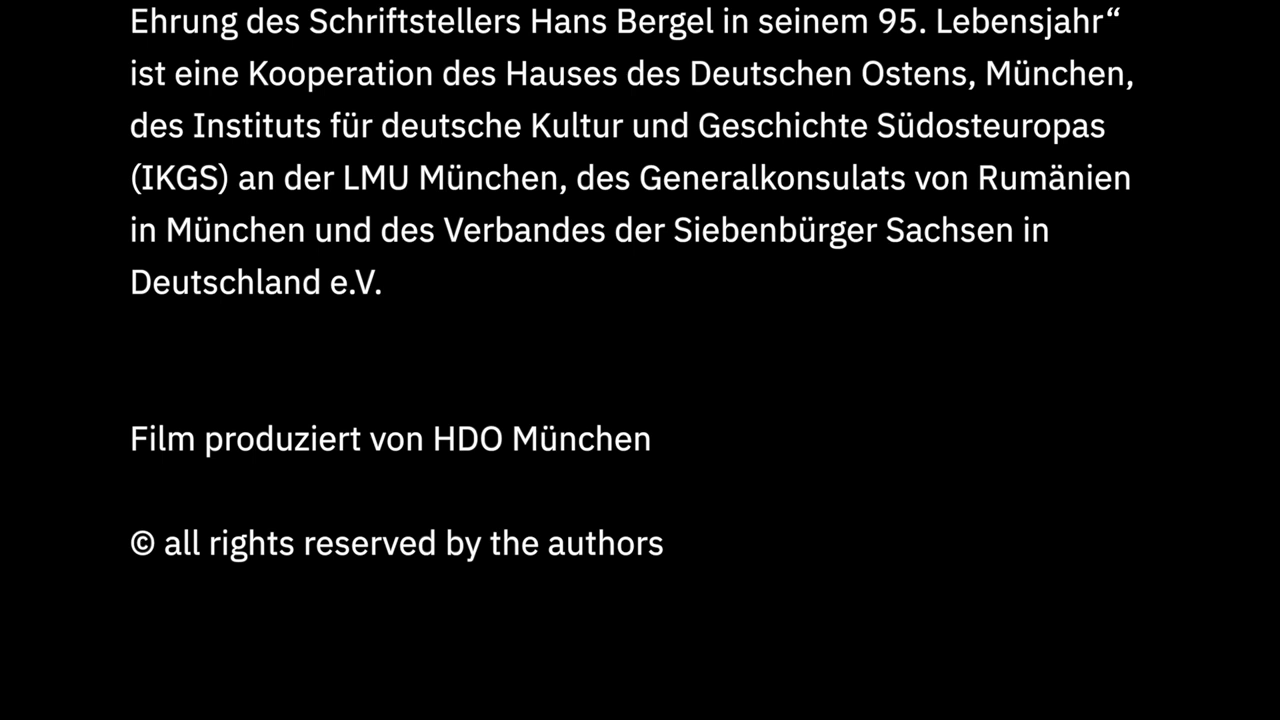 Ehrung des Schriftstellers Hans Bergel in seinem 95. Lebensjahr“
ist eine Kooperation des Hauses des Deutschen Ostens, München,
des Instituts für deutsche Kultur und Geschichte Südosteuropas
(IKGS) an der LMU München, des Generalkonsulats von Rumänien
in München und des Verbandes der Siebenbürger Sachsen in
Deutschland e.V.
Film produziert von HDO München
© all rights reserved by the authors